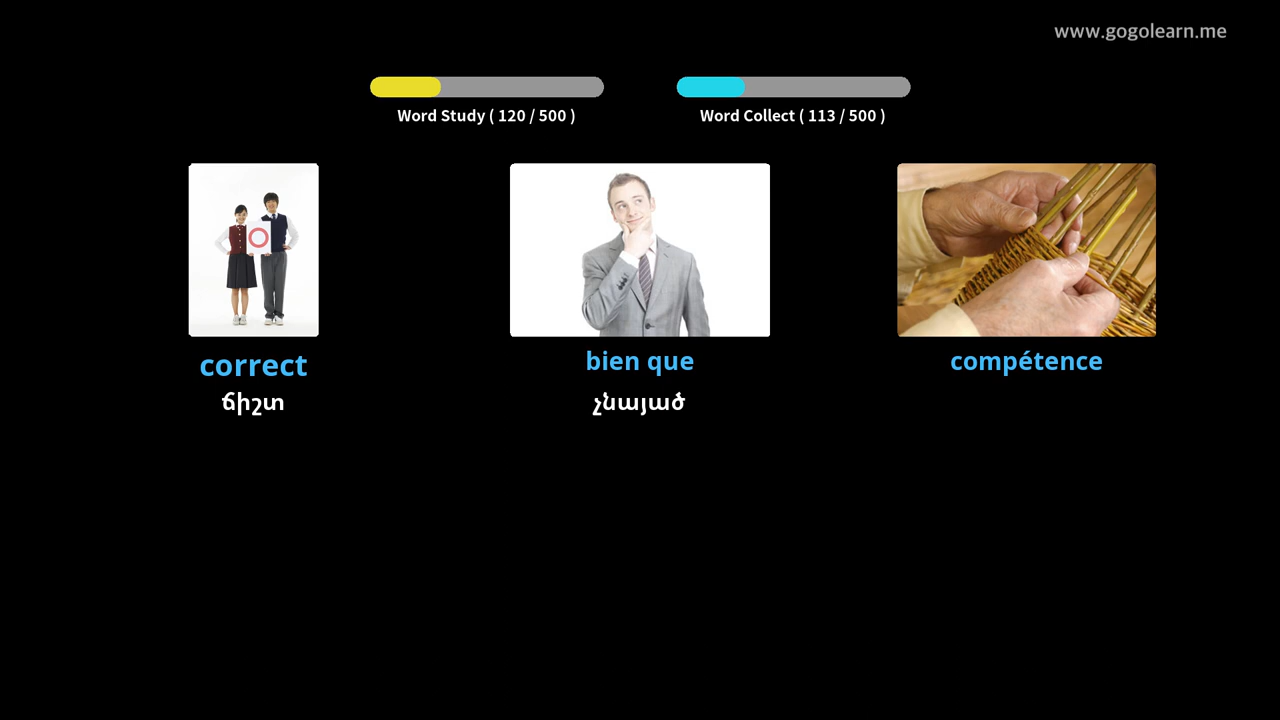 www.gogolearn.me
Word Study ( 120 / 500 )
Word Collect ( 113 / 500 )
correct
ճիշտ
bien que
չնայած
compétence